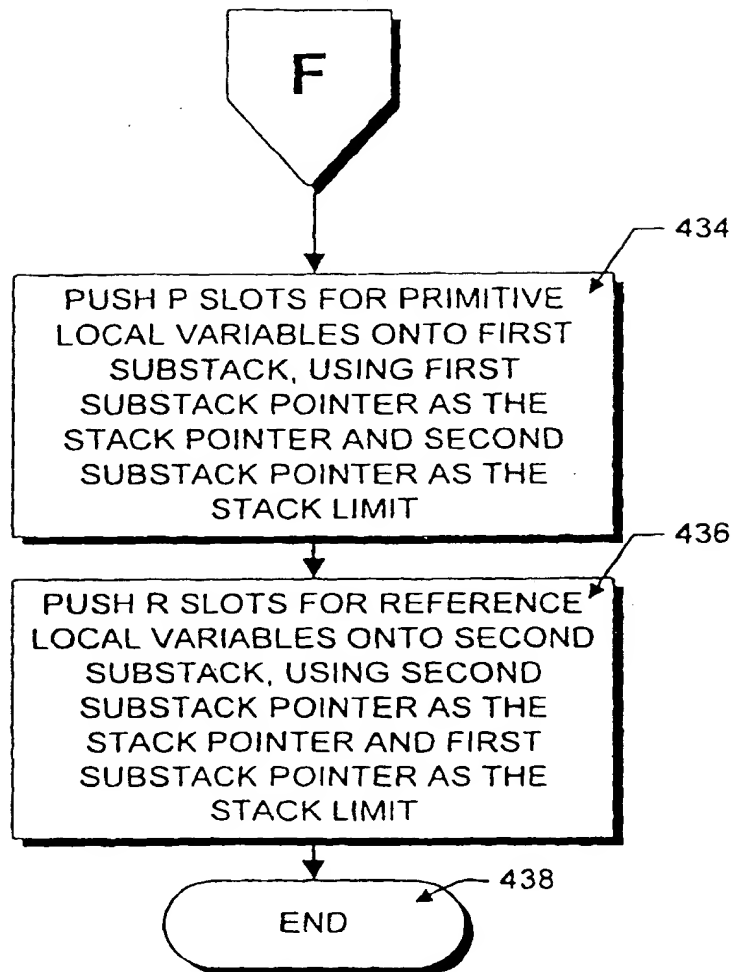 F
434
PUSH P SLOTS FOR PRIMITIVE
LOCAL VARIABLES ONTO FIRST
SUBSTACK, USING FIRST
SUBSTACK POINTER AS THE
STACK POINTER AND SECOND
SUBSTACK POINTER AS THE
STACK LIMIT
436
PUSH R SLOTS FOR REFERENCE
LOCAL VARIABLES ONTO SECOND
SUBSTACK, USING SECOND
SUBSTACK POINTER AS THE
STACK POINTER AND FIRST
SUBSTACK POINTER AS THE
STACK LIMIT
438
END